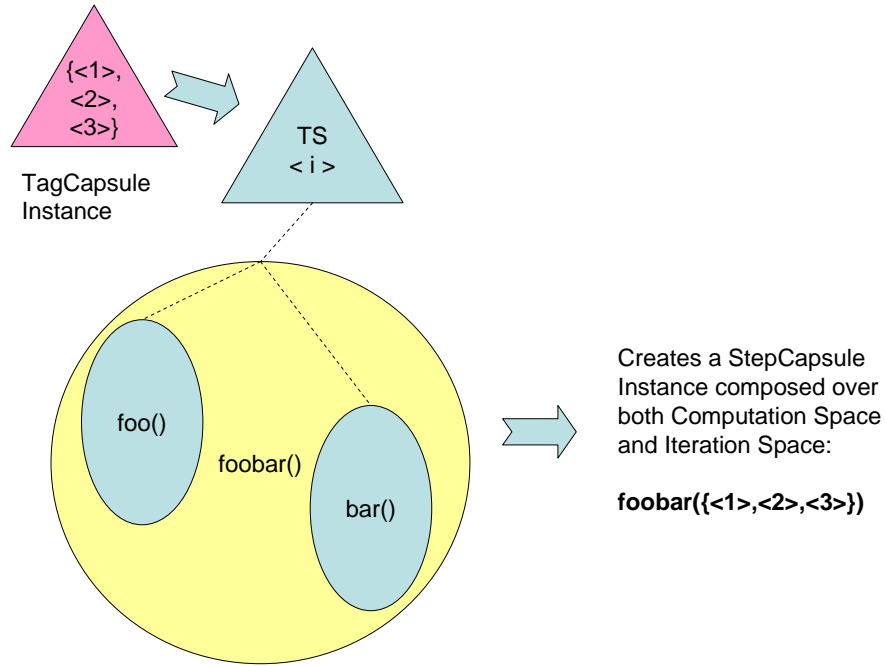 {<1>,
<2>,
<3>}
TagCapsule
Instance
TS
< i >
foo()
foobar()
bar()
Creates a StepCapsule
Instance composed over
both Computation Space
and Iteration Space:
foobar({<1>,<2>,<3>})